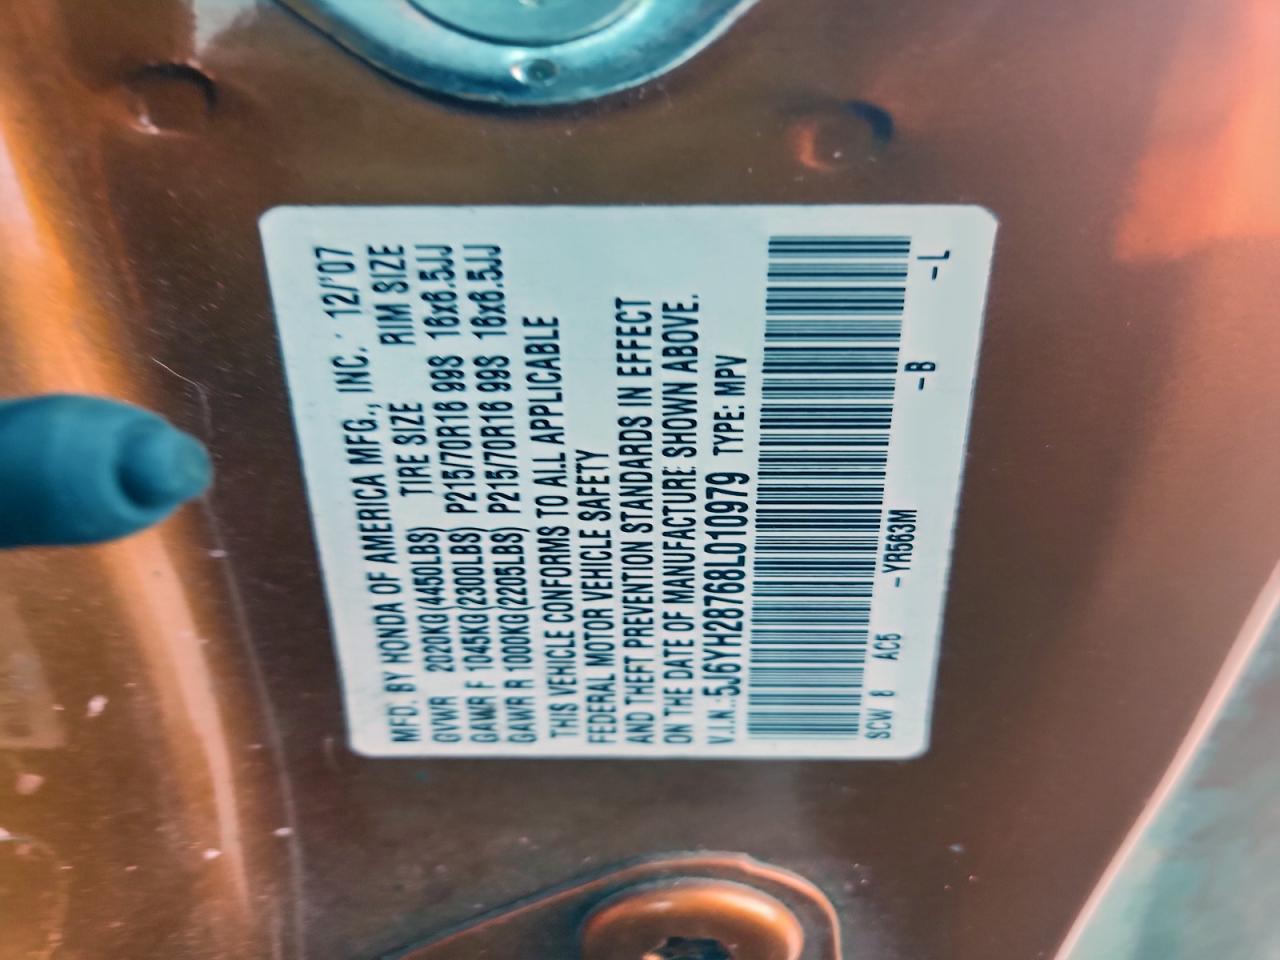 MFD. BY HONDA OF AMERICA MFG., INC. 12/'07
GVWR 2020KG(4450LBS) TIRE SIZE RIM SIZE
GAWR F 1045KG(2300LBS) P215/70R16 99S 16x6.5JJ
GAWR R 1000KG(2205LBS) P215/70R16 99S 16x6.5JJ
THIS VEHICLE CONFORMS TO ALL APPLICABLE
FEDERAL MOTOR VEHICLE SAFETY
AND THEFT PREVENTION STANDARDS IN EFFECT
ON THE DATE OF MANUFACTURE SHOWN ABOVE.
V.I.N.: 5J6YH28768L010979 TYPE: MPV
SCW 8 AC5 -YR563M -B -L